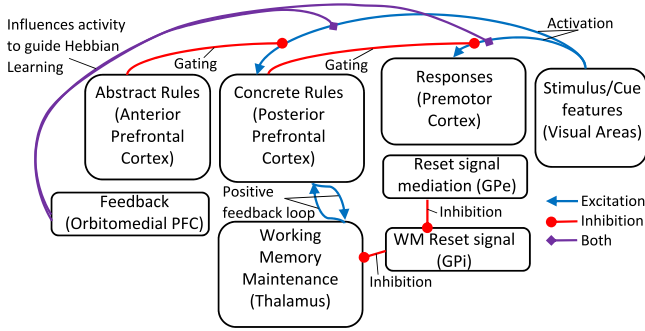 Influences activity
to guide Hebbian
Learning
Activation
Gating
Gating
Abstract Rules
(Anterior
Prefrontal
Cortex)
Concrete Rules
(Posterior
Prefrontal
Cortex)
Responses
(Premotor
Cortex)
Stimulus/Cue
features
(Visual Areas)
Feedback
(Orbitomedial PFC)
Positive
feedback loop
Reset signal
mediation (GPe)
Inhibition
Working
Memory
Maintenance
(Thalamus)
WM Reset signal
(GPi)
Inhibition
Excitation
Inhibition
Both